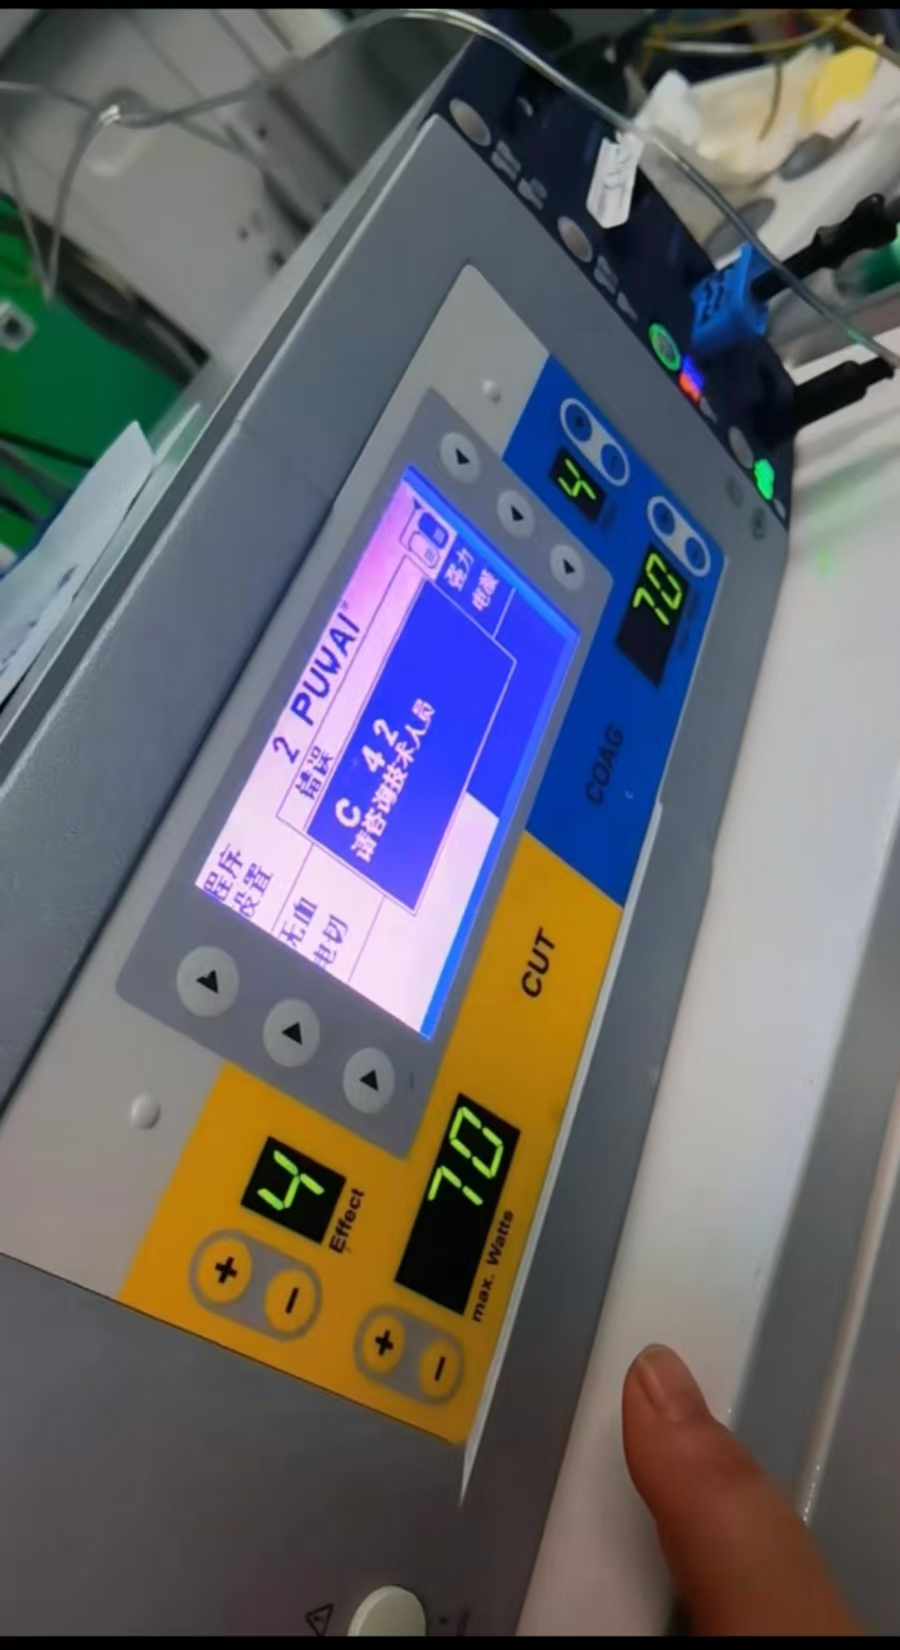 2 PUWAI
错误
C 42
请咨询技术人员
程序
设置
无血
电切
强力
电凝
4
70
COAG
CUT
4
Effect
+
−
70
max. Watts
+
−